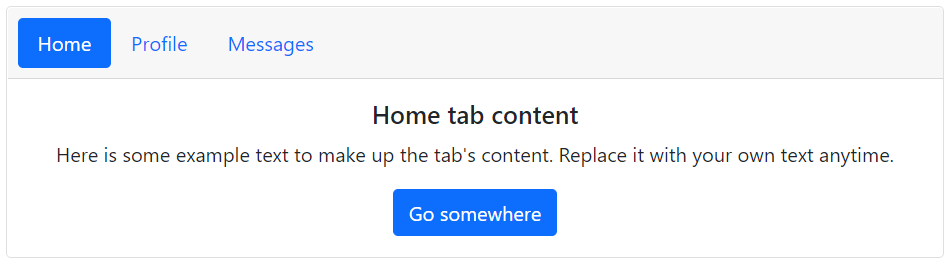 Home Profile Messages
Home tab content
Here is some example text to make up the tab's content. Replace it with your own text anytime.
Go somewhere